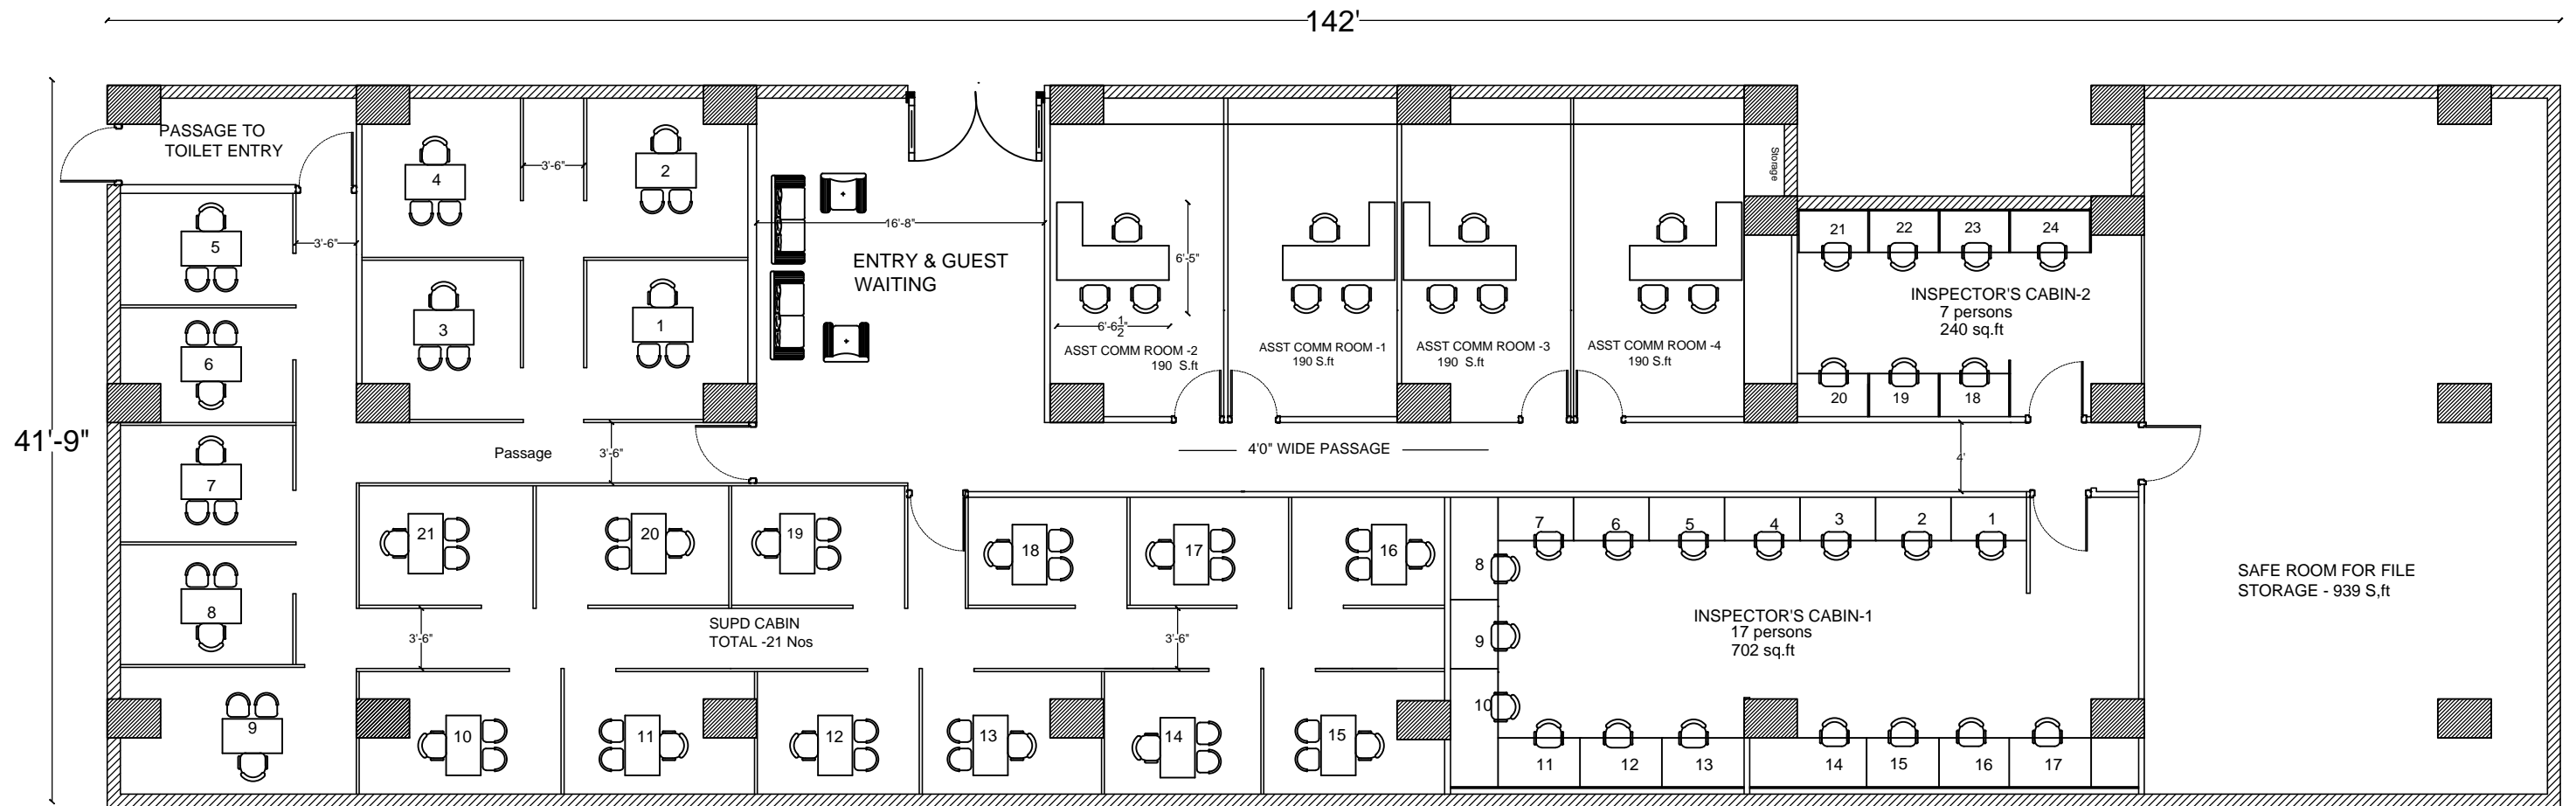 142'
41'-9"
PASSAGE TO
TOILET ENTRY
4
3'-6"
2
5
3'-6"
3
1
6
7
8
9
16'-8"
ENTRY & GUEST
WAITING
Passage
3'-6"
6'-5"
6'-6 1/2"
ASST COMM ROOM -2
190 S.ft
ASST COMM ROOM -1
190 S.ft
ASST COMM ROOM -3
190 S.ft
ASST COMM ROOM -4
190 S.ft
Storage
21
22
23
24
INSPECTOR'S CABIN-2
7 persons
240 sq.ft
20
19
18
4'0" WIDE PASSAGE
4'
21
20
19
18
17
16
3'-6"
SUPD CABIN
TOTAL -21 Nos
3'-6"
10
11
12
13
14
15
7
6
5
4
3
2
1
8
9
10
INSPECTOR'S CABIN-1
17 persons
702 sq.ft
11
12
13
14
15
16
17
SAFE ROOM FOR FILE
STORAGE - 939 S,ft